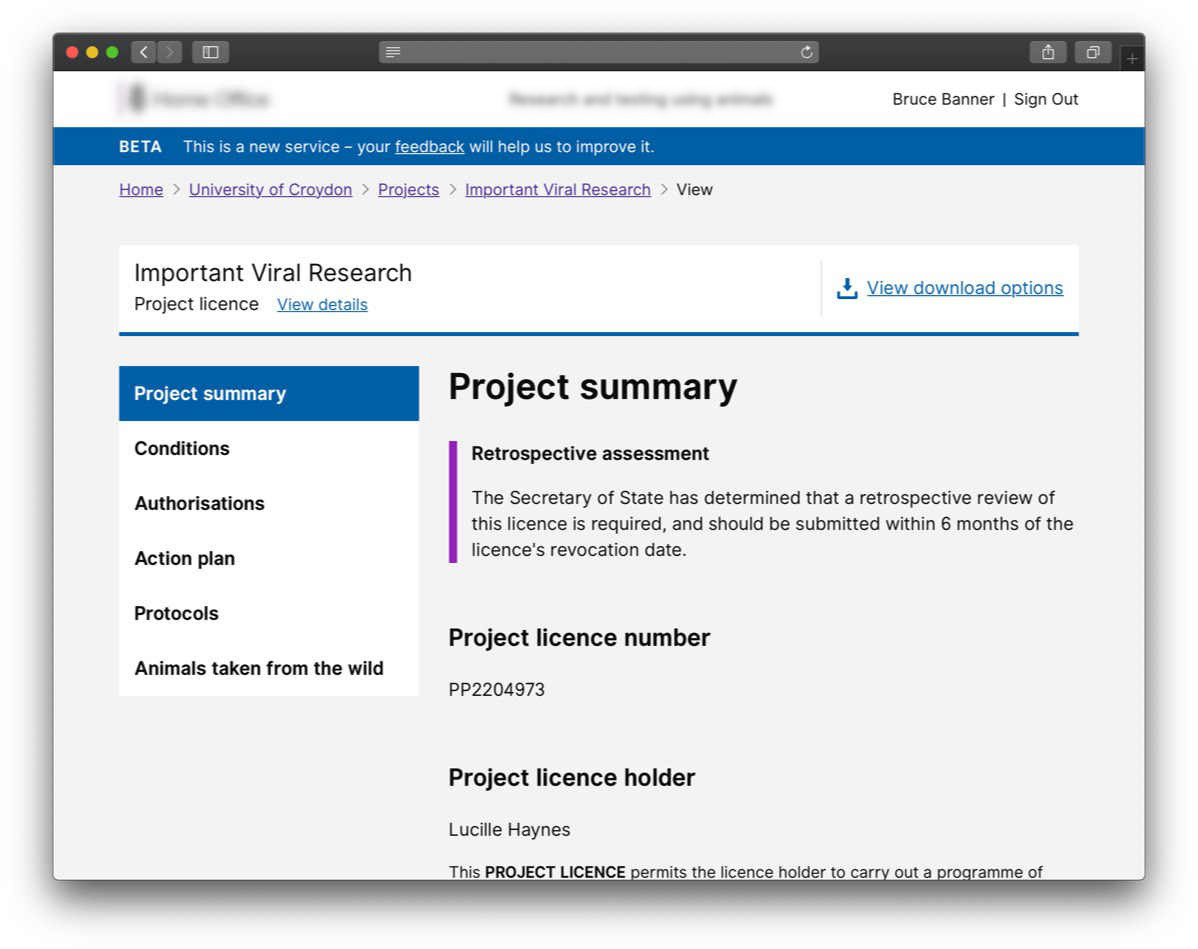 Bruce Banner | Sign Out
BETA This is a new service – your feedback will help us to improve it.
Home > University of Croydon > Projects > Important Viral Research > View
Important Viral Research
Project licence View details
View download options
Project summary
Conditions
Authorisations
Action plan
Protocols
Animals taken from the wild
Project summary
Retrospective assessment
The Secretary of State has determined that a retrospective review of
this licence is required, and should be submitted within 6 months of the
licence's revocation date.
Project licence number
PP2204973
Project licence holder
Lucille Haynes
This PROJECT LICENCE permits the licence holder to carry out a programme of